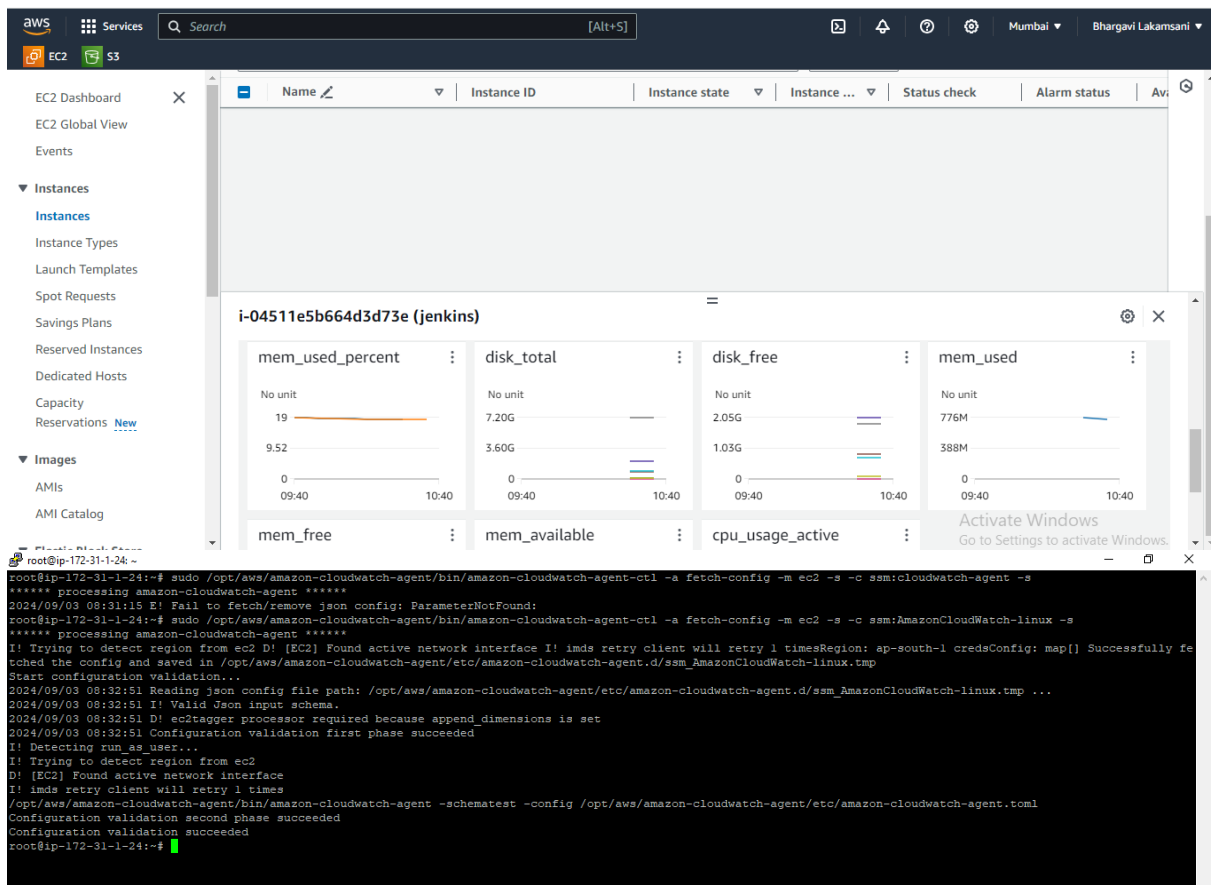 aws Services Search [Alt+S] Mumbai ▼ Bhargavi Lakamsani ▼
EC2 S3
EC2 Dashboard
EC2 Global View
Events
Instances
Instances
Instance Types
Launch Templates
Spot Requests
Savings Plans
Reserved Instances
Dedicated Hosts
Capacity
Reservations New
Images
AMIs
AMI Catalog
Elastic Block Store
Name Instance ID Instance state Instance ... Status check Alarm status Ava
i-04511e5b664d3d73e (jenkins)
mem_used_percent
No unit
19
9.52
0
09:40 10:40
disk_total
No unit
7.20G
3.60G
0
09:40 10:40
disk_free
No unit
2.05G
1.03G
0
09:40 10:40
mem_used
No unit
776M
388M
0
09:40 10:40
mem_free
mem_available
cpu_usage_active
Activate Windows
Go to Settings to activate Windows.
root@ip-172-31-1-24: ~
root@ip-172-31-1-24:~# sudo /opt/aws/amazon-cloudwatch-agent/bin/amazon-cloudwatch-agent-ctl -a fetch-config -m ec2 -s -c ssm:cloudwatch-agent -s
****** processing amazon-cloudwatch-agent ******
2024/09/03 08:31:15 E! Fail to fetch/remove json config: ParameterNotFound:
root@ip-172-31-1-24:~# sudo /opt/aws/amazon-cloudwatch-agent/bin/amazon-cloudwatch-agent-ctl -a fetch-config -m ec2 -s -c ssm:AmazonCloudWatch-linux -s
****** processing amazon-cloudwatch-agent ******
I! Trying to detect region from ec2 D! [EC2] Found active network interface I! imds retry client will retry 1 timesRegion: ap-south-1 credsConfig: map[] Successfully fe
tched the config and saved in /opt/aws/amazon-cloudwatch-agent/etc/amazon-cloudwatch-agent.d/ssm_AmazonCloudWatch-linux.tmp
Start configuration validation...
2024/09/03 08:32:51 Reading json config file path: /opt/aws/amazon-cloudwatch-agent/etc/amazon-cloudwatch-agent.d/ssm_AmazonCloudWatch-linux.tmp ...
2024/09/03 08:32:51 I! Valid Json input schema.
2024/09/03 08:32:51 D! ec2tagger processor required because append_dimensions is set
2024/09/03 08:32:51 Configuration validation first phase succeeded
I! Detecting run_as_user...
I! Trying to detect region from ec2
D! [EC2] Found active network interface
I! imds retry client will retry 1 times
/opt/aws/amazon-cloudwatch-agent/bin/amazon-cloudwatch-agent -schematest -config /opt/aws/amazon-cloudwatch-agent/etc/amazon-cloudwatch-agent.toml
Configuration validation second phase succeeded
Configuration validation succeeded
root@ip-172-31-1-24:~#